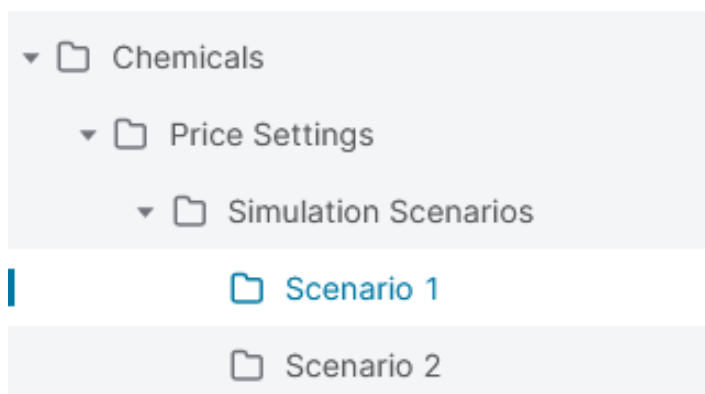 Chemicals
Price Settings
Simulation Scenarios
Scenario 1
Scenario 2